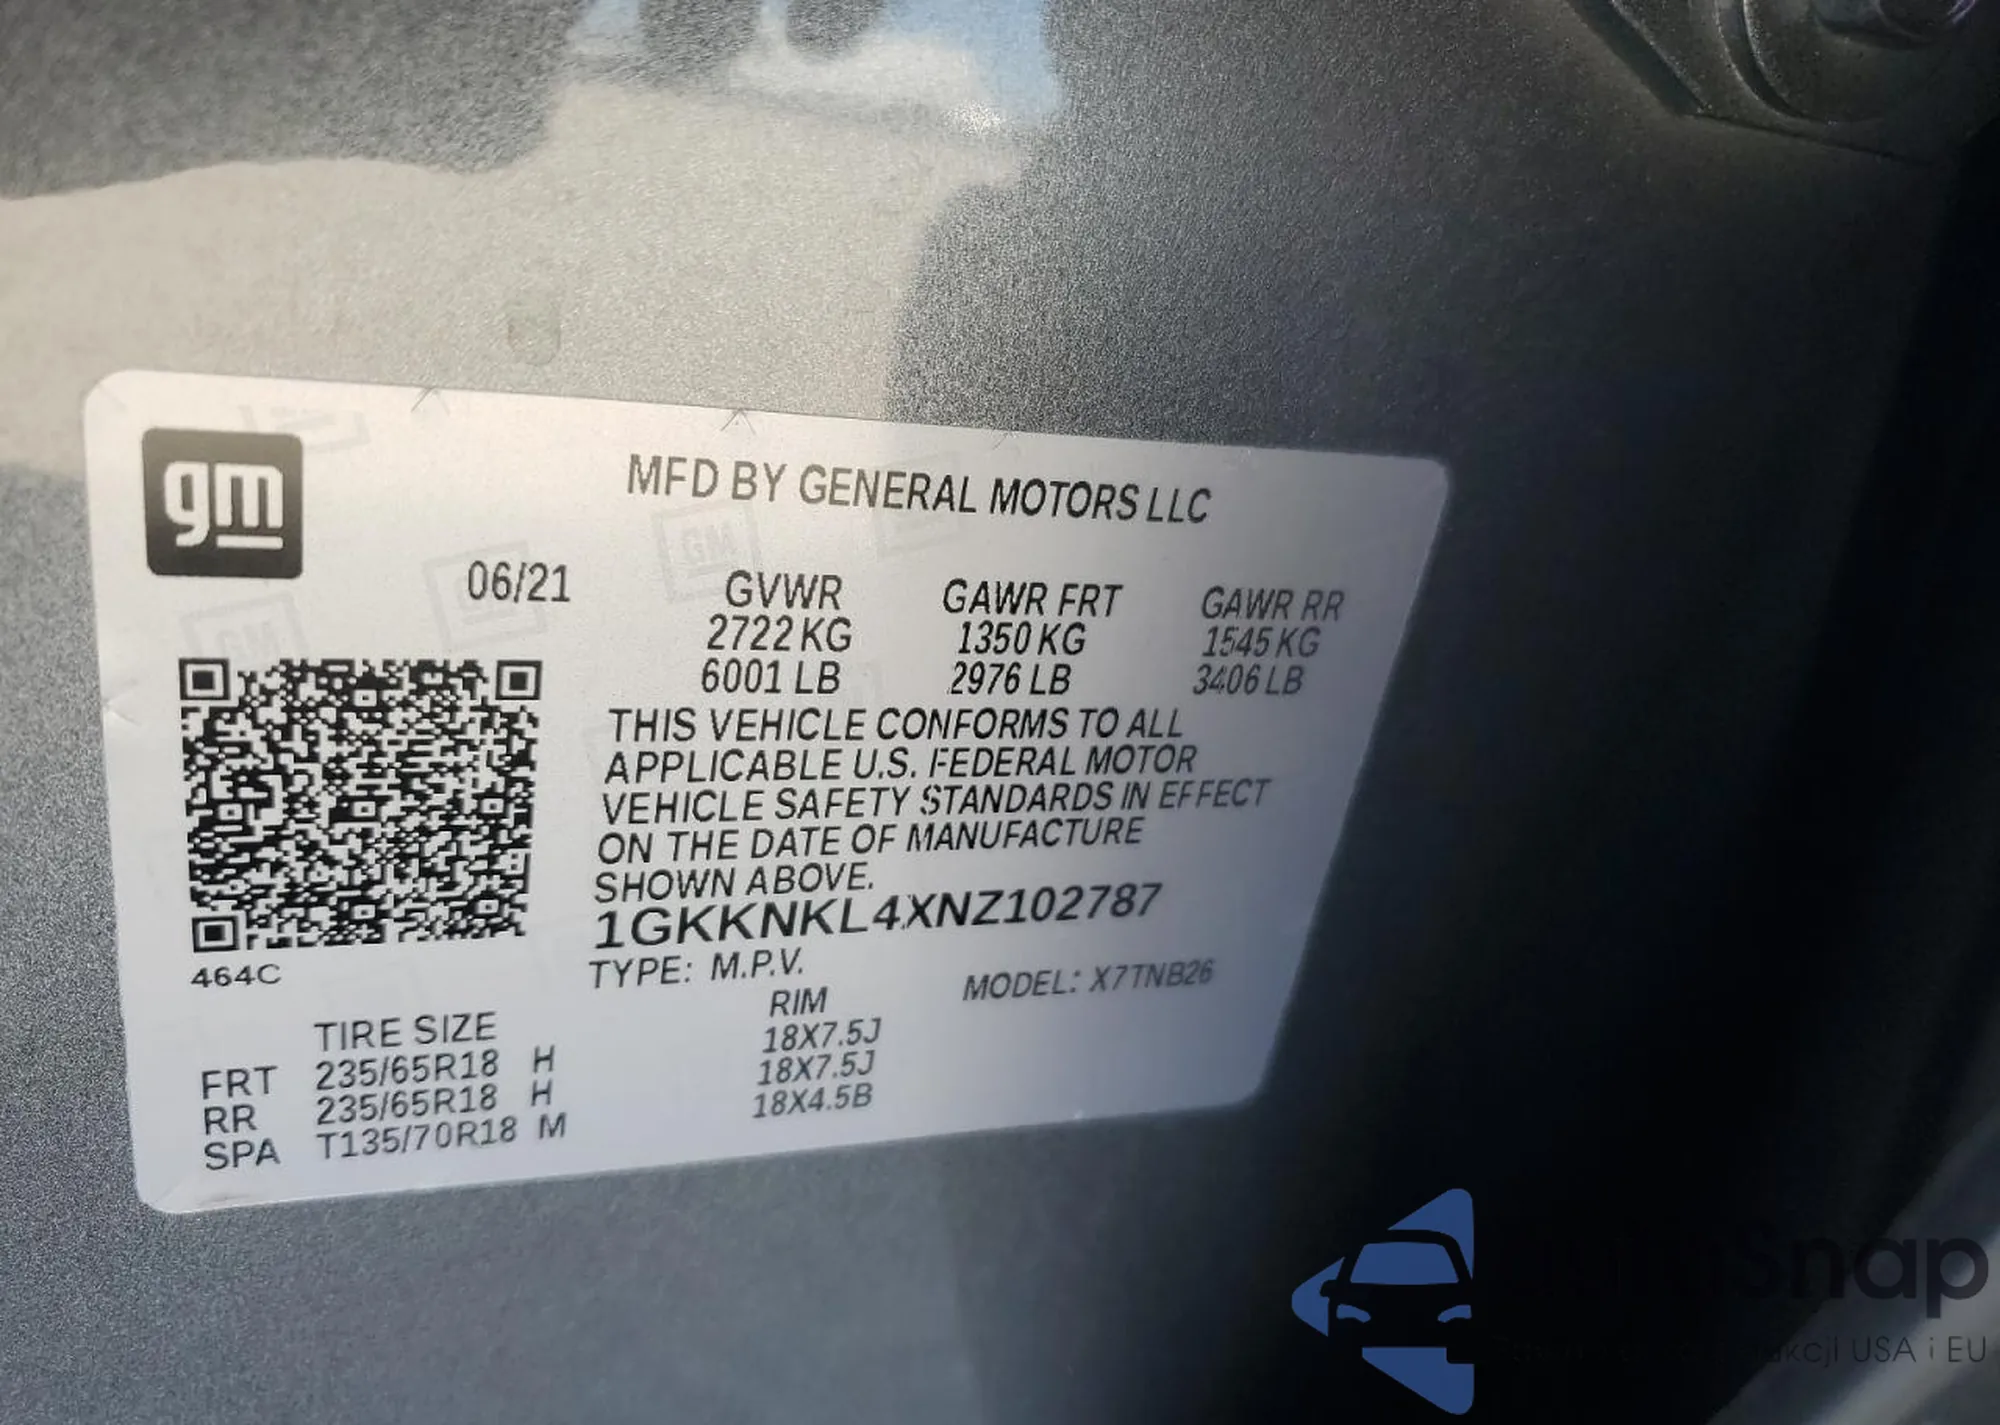 gm
MFD BY GENERAL MOTORS LLC
06/21
GVWR GAWR FRT GAWR RR
2722 KG 1350 KG 1545 KG
6001 LB 2976 LB 3406 LB
THIS VEHICLE CONFORMS TO ALL
APPLICABLE U.S. FEDERAL MOTOR
VEHICLE SAFETY STANDARDS IN EFFECT
ON THE DATE OF MANUFACTURE
SHOWN ABOVE.
1GKKNKL4XNZ102787
464C
TYPE: M.P.V. MODEL: X7TNB26
TIRE SIZE RIM
FRT 235/65R18 H 18X7.5J
RR 235/65R18 H 18X7.5J
SPA T135/70R18 M 18X4.5B
USA i EU